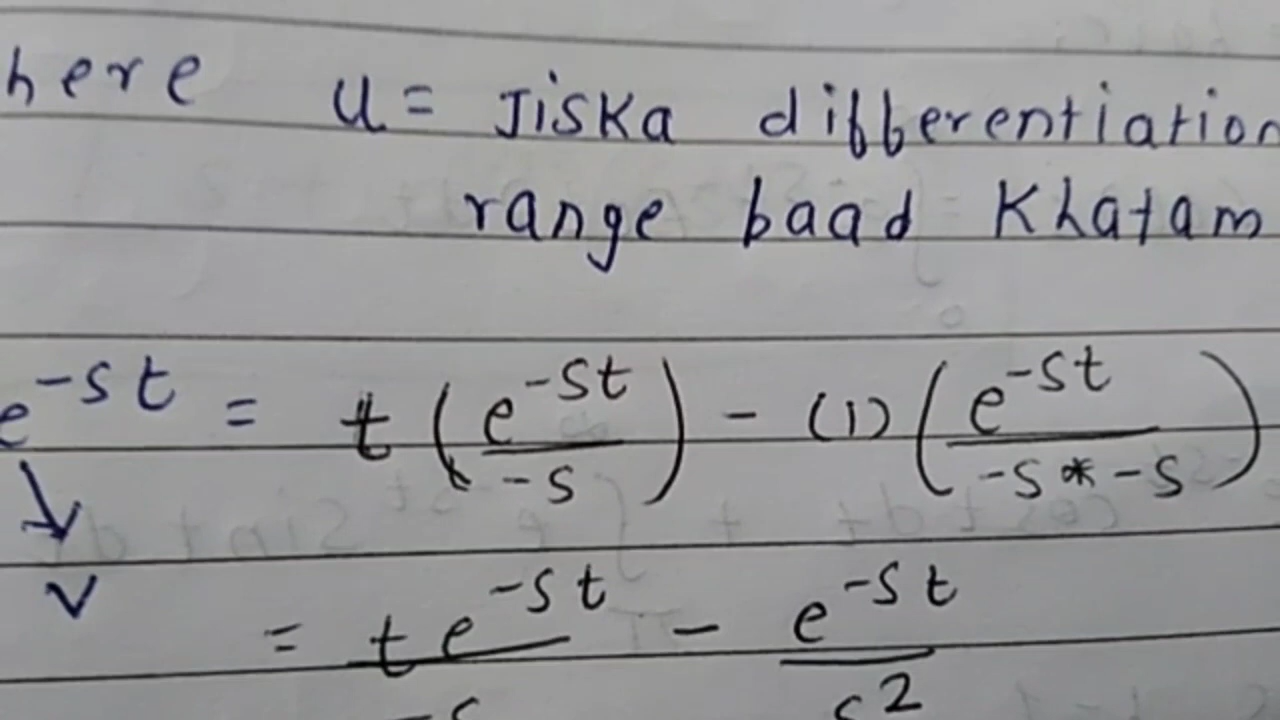 here u = Jiska differentiation
range baad Khatam
e^-st = t (e^-st / -s) - (1) (e^-st / -s * -s)
v
= te^-st / -s - e^-st / s^2